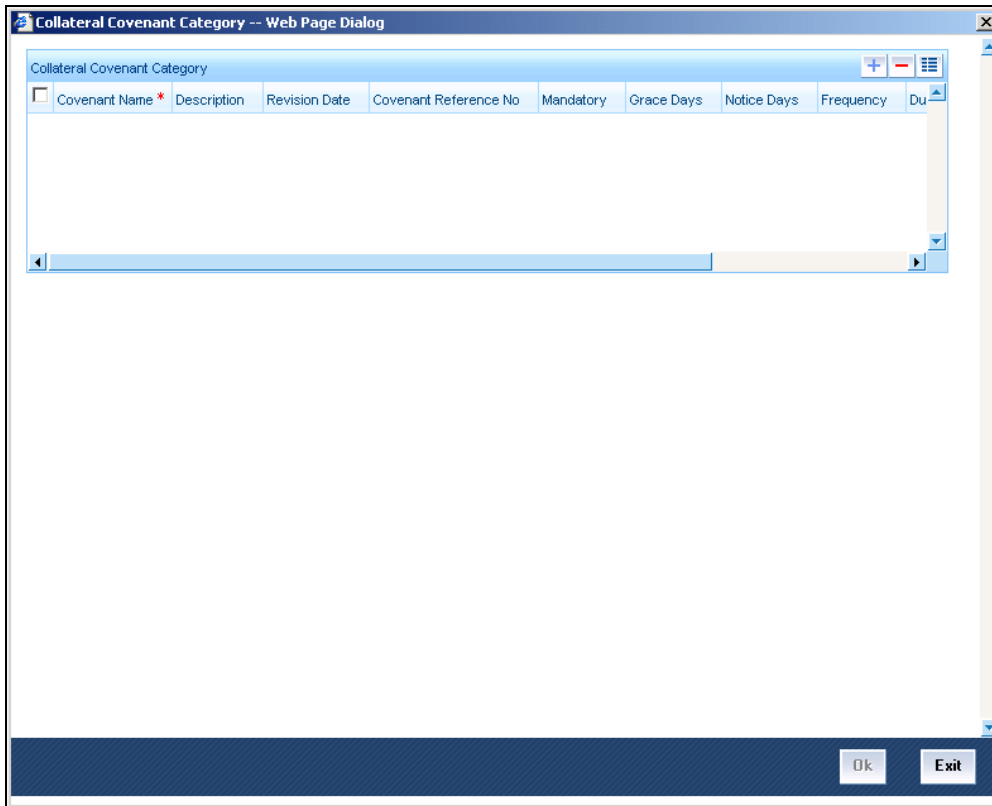 Collateral Covenant Category -- Web Page Dialog
Collateral Covenant Category
Covenant Name * Description Revision Date Covenant Reference No Mandatory Grace Days Notice Days Frequency Du
Ok Exit